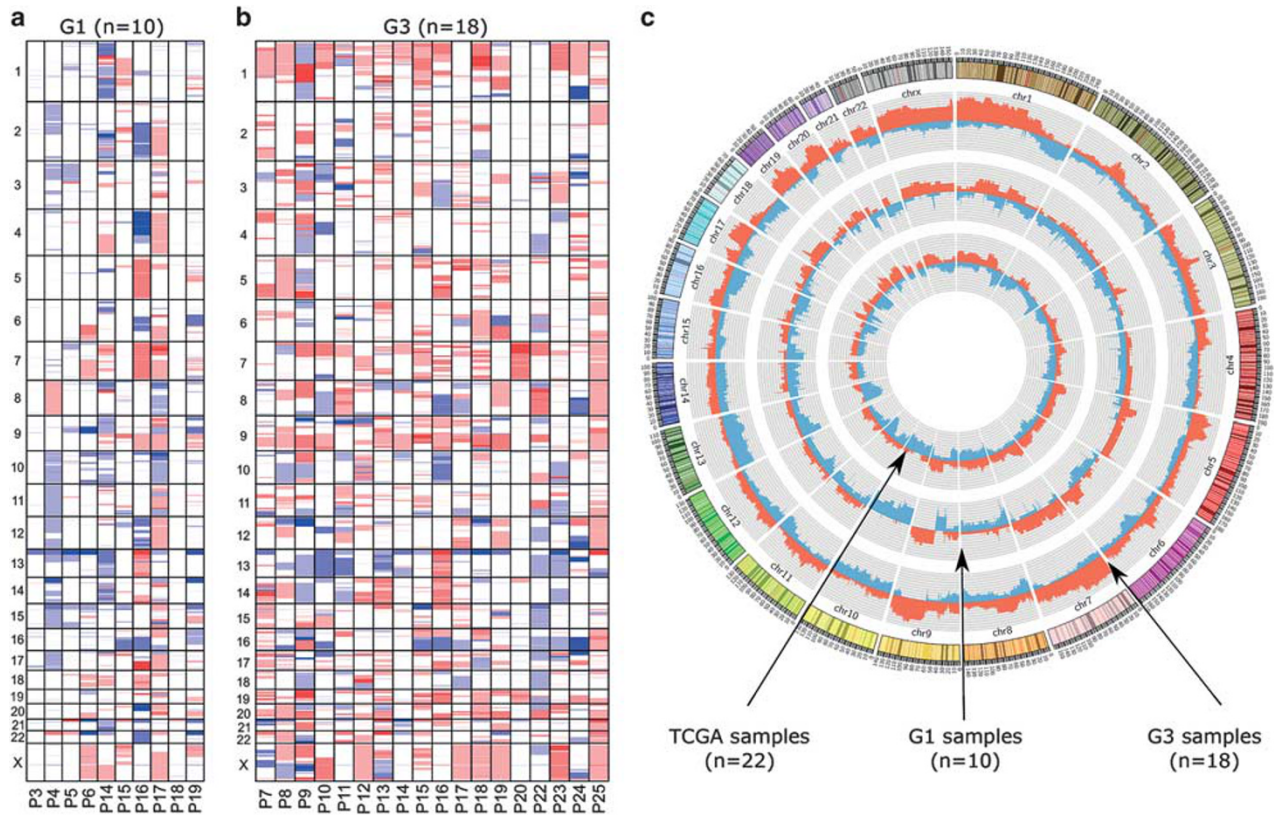 a
G1 (n=10)
1
2
3
4
5
6
7
8
9
10
11
12
13
14
15
16
17
18
19
20
21
22
X
P3 P4 P5 P6 P14 P15 P16 P17 P18 P19
b
G3 (n=18)
1
2
3
4
5
6
7
8
9
10
11
12
13
14
15
16
17
18
19
20
21
22
X
P7 P8 P9 P10 P11 P12 P13 P14 P15 P16 P17 P18 P19 P20 P22 P23 P24 P25
c
chr1
chr2
chr3
chr4
chr5
chr6
chr7
chr8
chr9
chr10
chr11
chr12
chr13
chr14
chr15
chr16
chr17
chr18
chr19
chr20
chr21
chr22
chrx
TCGA samples
(n=22)
G1 samples
(n=10)
G3 samples
(n=18)